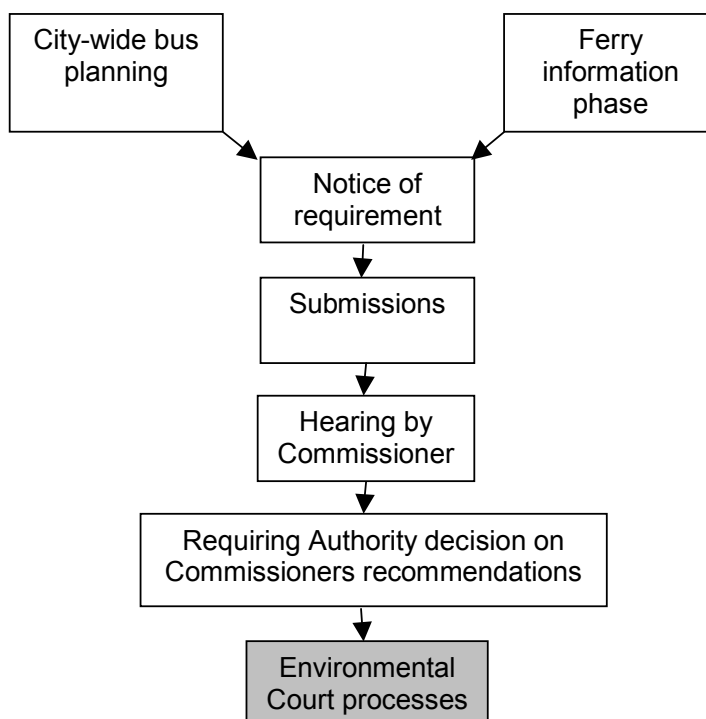 City-wide bus
planning
Ferry
information
phase
Notice of
requirement
Submissions
Hearing by
Commissioner
Requiring Authority decision on
Commissioners recommendations
Environmental
Court processes